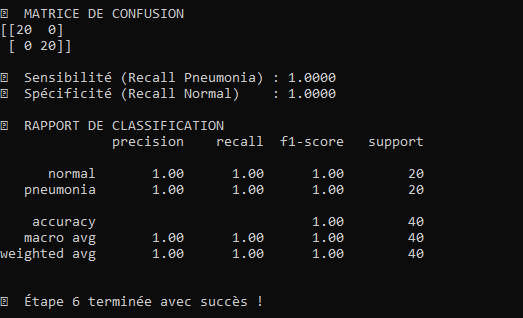 MATRICE DE CONFUSION
[[20  0]
 [ 0 20]]
Sensibilité (Recall Pneumonia) : 1.0000
Spécificité (Recall Normal)    : 1.0000
RAPPORT DE CLASSIFICATION
              precision    recall  f1-score   support
      normal       1.00      1.00      1.00        20
   pneumonia       1.00      1.00      1.00        20
    accuracy                           1.00        40
   macro avg       1.00      1.00      1.00        40
weighted avg       1.00      1.00      1.00        40
Étape 6 terminée avec succès !